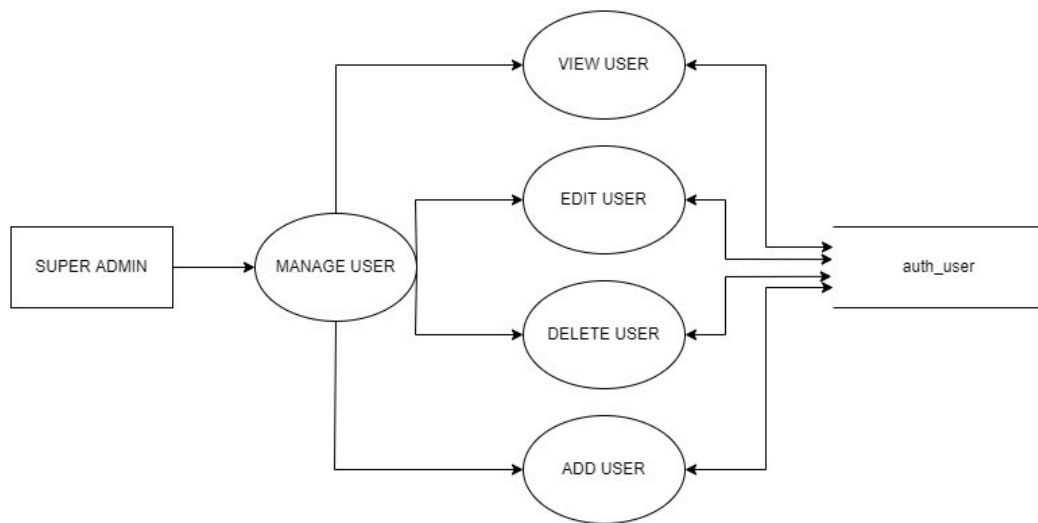 VIEW USER
EDIT USER
SUPER ADMIN
MANAGE USER
auth_user
DELETE USER
ADD USER